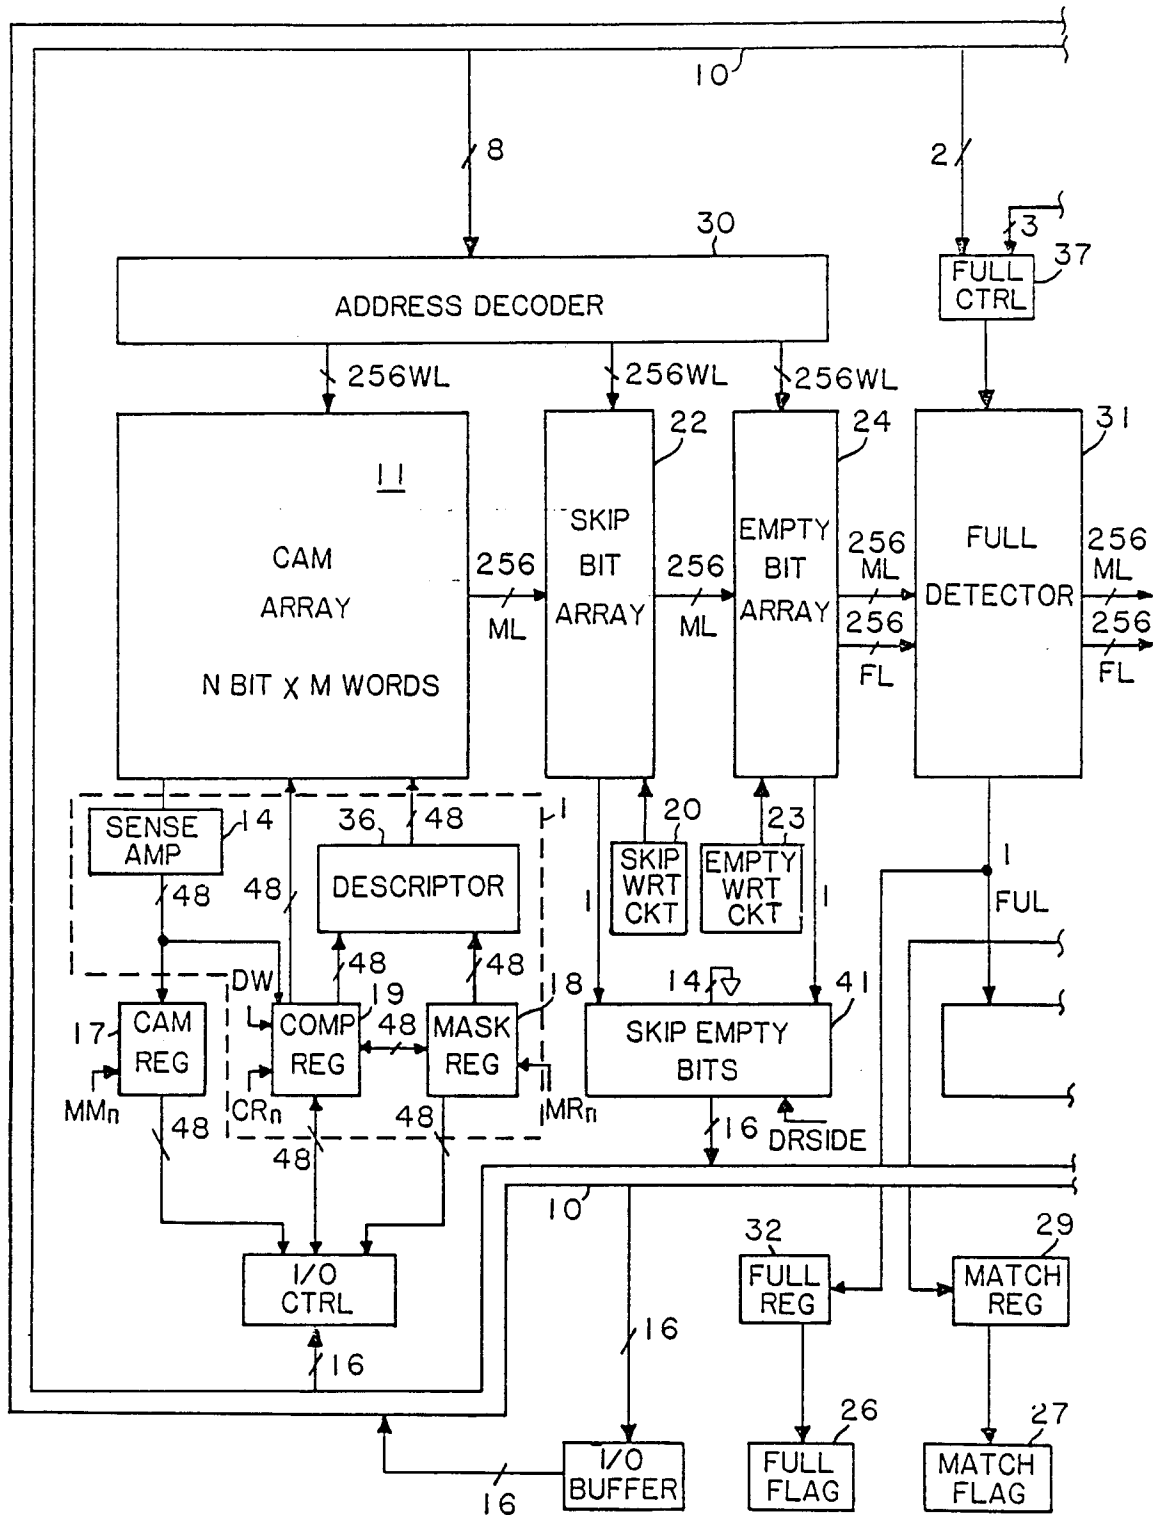 10
8
2
3
30
37
FULL
CTRL
ADDRESS DECODER
256WL
256WL
256WL
22
24
31
11
SKIP
BIT
ARRAY
EMPTY
BIT
ARRAY
FULL
DETECTOR
CAM
ARRAY
N BIT x M WORDS
256
ML
256
ML
256
ML
256
FL
256
ML
256
FL
SENSE
AMP
14
36
48
1
20
23
DESCRIPTOR
SKIP
WRT
CKT
EMPTY
WRT
CKT
48
48
1
1
1
FUL
48
48
DW
14
41
17
CAM
REG
COMP
REG
19
48
MASK
REG
18
SKIP EMPTY
BITS
MMn
CRn
MRn
48
48
48
16
DRSIDE
10
32
29
I/O
CTRL
FULL
REG
MATCH
REG
16
16
26
27
I/O
BUFFER
FULL
FLAG
MATCH
FLAG
16